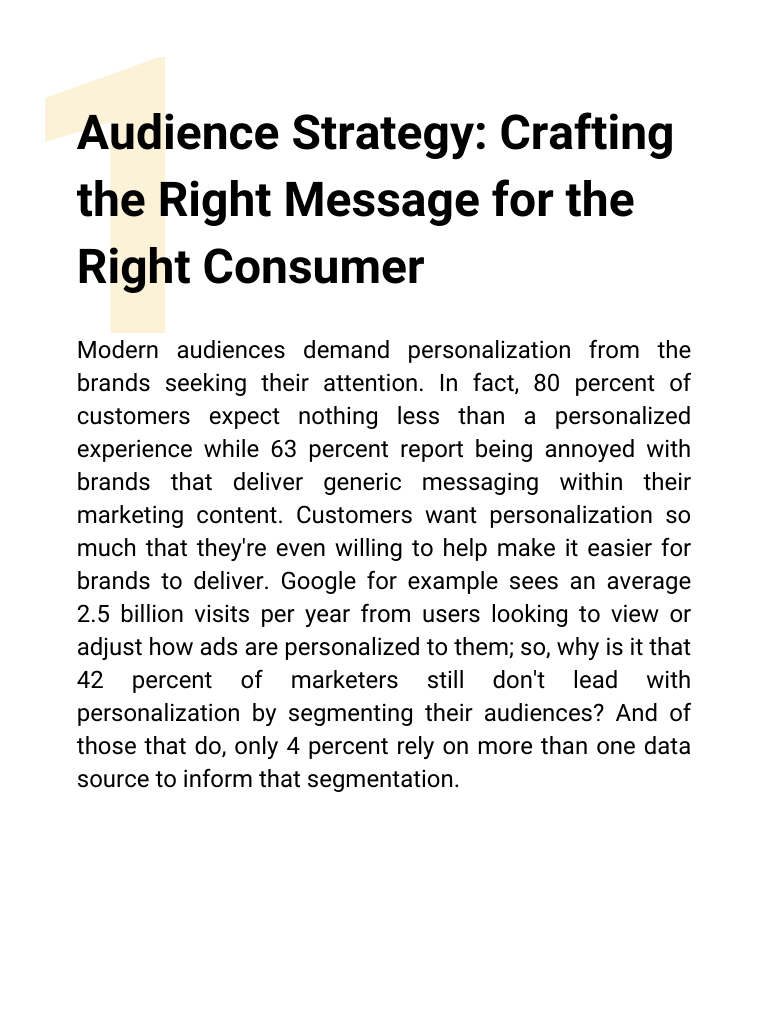 1
Audience Strategy: Crafting
the Right Message for the
Right Consumer
Modern audiences demand personalization from the
brands seeking their attention. In fact, 80 percent of
customers expect nothing less than a personalized
experience while 63 percent report being annoyed with
brands that deliver generic messaging within their
marketing content. Customers want personalization so
much that they're even willing to help make it easier for
brands to deliver. Google for example sees an average
2.5 billion visits per year from users looking to view or
adjust how ads are personalized to them; so, why is it that
42 percent of marketers still don't lead with
personalization by segmenting their audiences? And of
those that do, only 4 percent rely on more than one data
source to inform that segmentation.